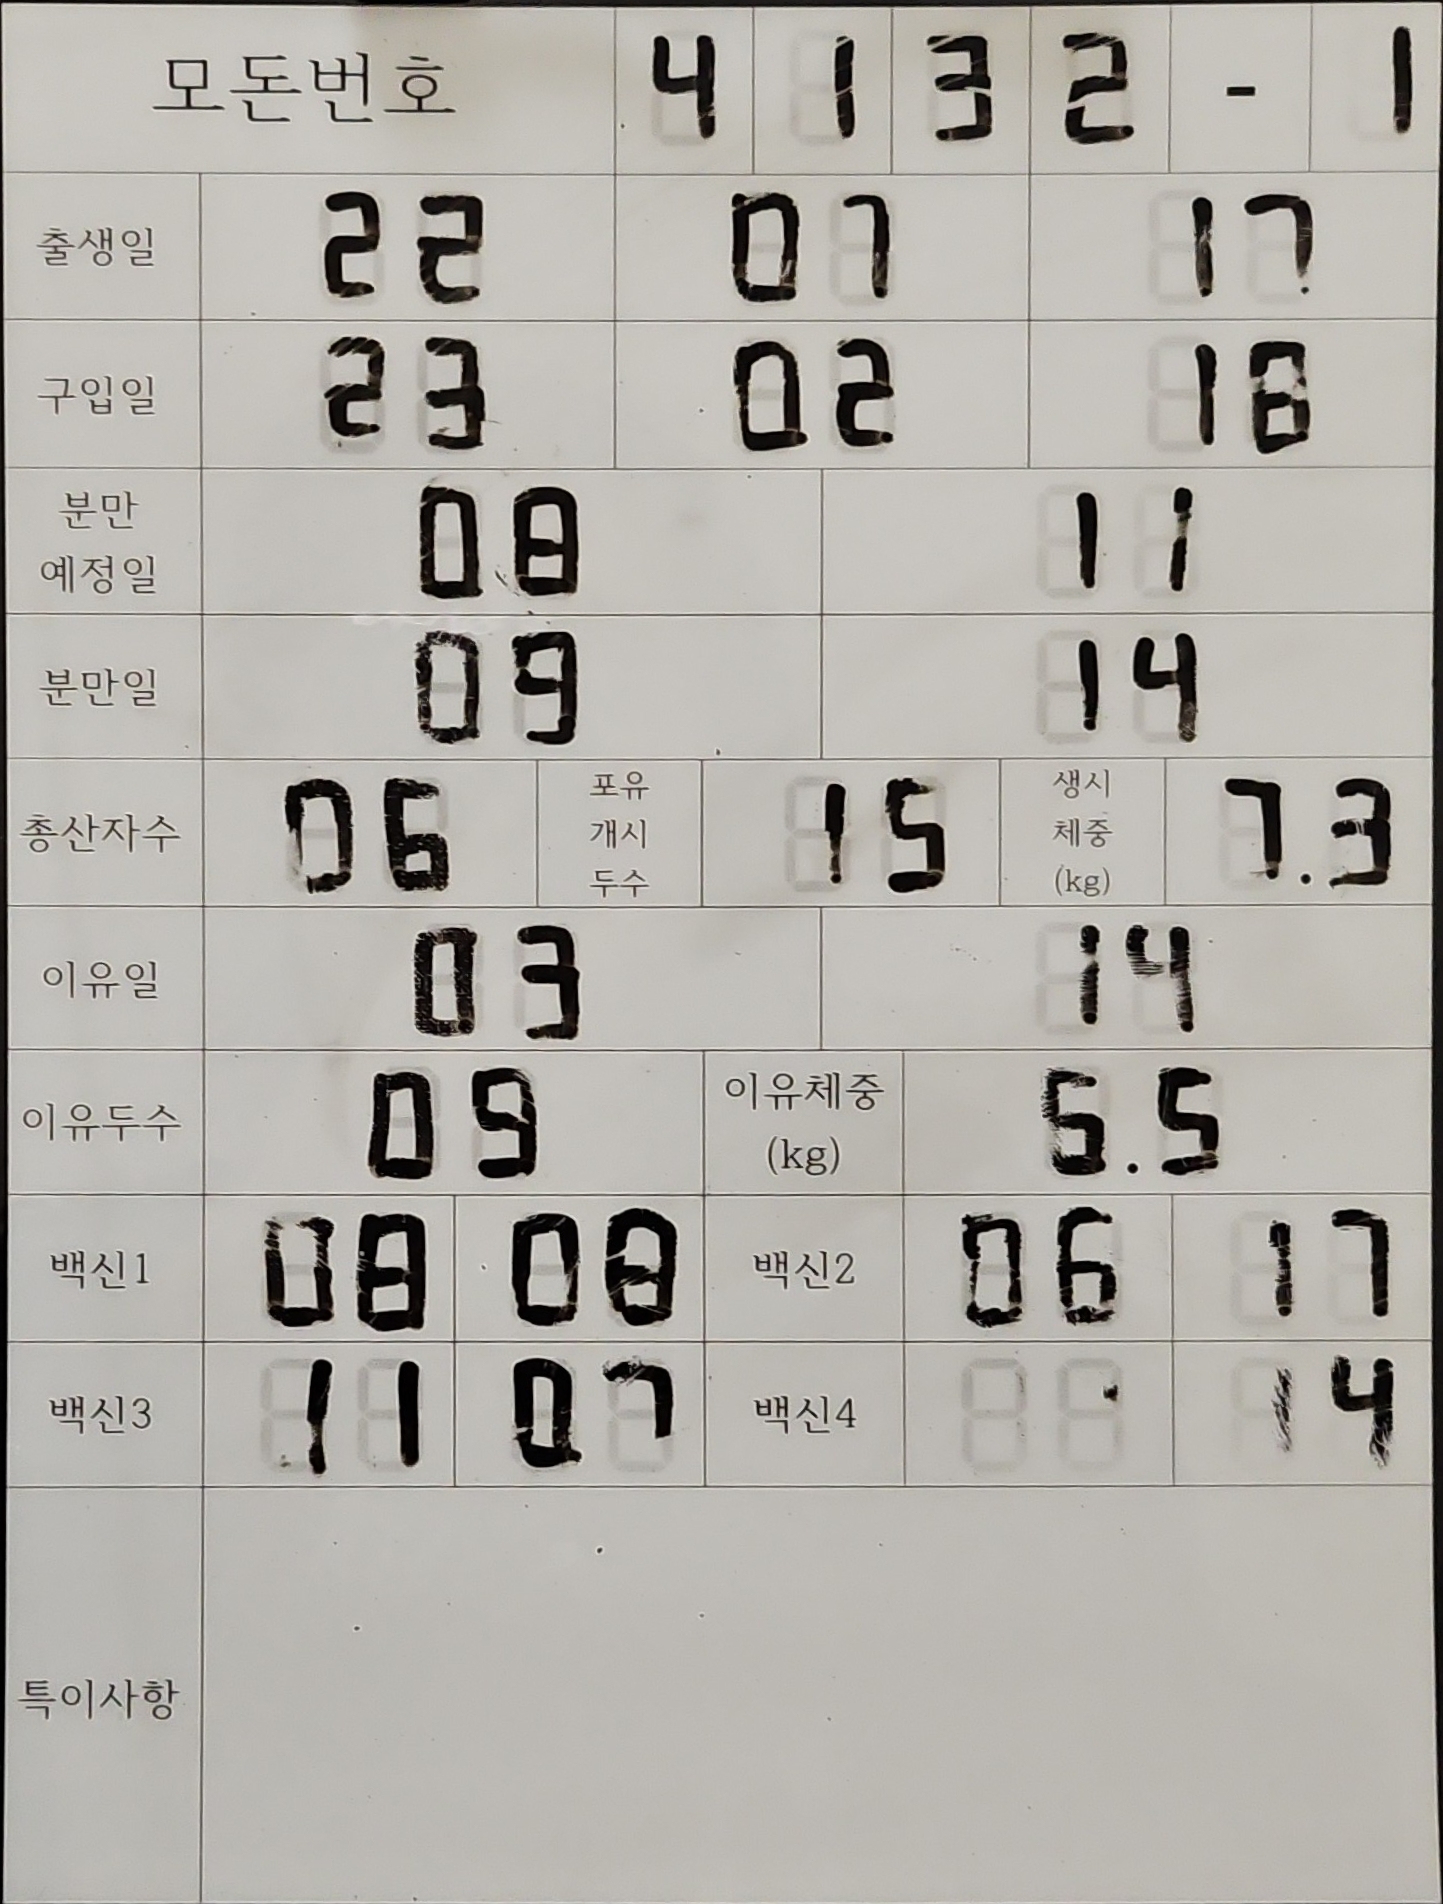 모돈번호 4 1 3 2 - 1
출생일 22 07 17
구입일 23 02 18
분만 예정일 08 11
분만일 09 14
총산자수 06 포유 개시 두수 15 생시 체중 (kg) 7.3
이유일 03 14
이유두수 09 이유체중 (kg) 6.5
백신1 08 08 백신2 06 17
백신3 11 07 백신4 14
특이사항